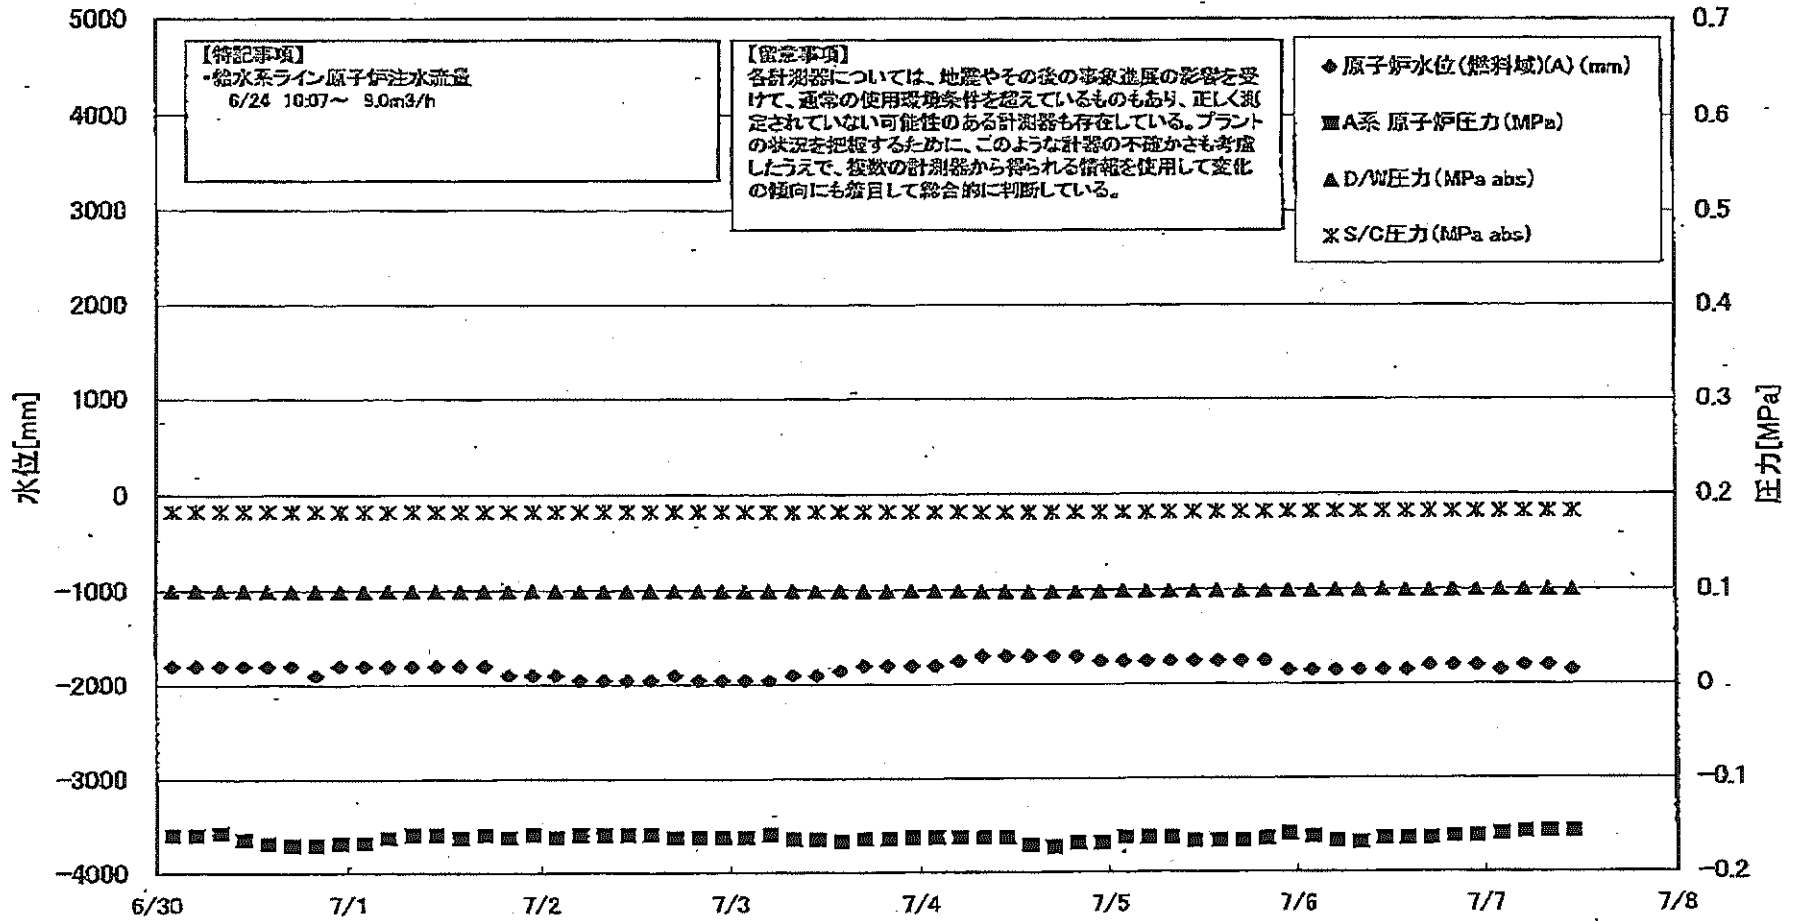 5000
4000
3000
2000
1000
0
-1000
-2000
-3000
-4000
水位[mm]
【特記事項】
・給水系ライン原子炉注水流量
6/24 10:07～ 9.0m3/h
【留意事項】
各計測器については、地震やその後の事象進展の影響を受
けて、通常の使用環境条件を超えているものもあり、正しく測
定されていない可能性のある計測器も存在している。プラント
の状況を把握するために、このような計器の不確かさも考慮
したうえで、複数の計測器から得られる情報を使用して変化
の傾向にも着目して総合的に判断している。
原子炉水位(燃料域)(A)(mm)
A系 原子炉圧力(MPa)
D/W圧力(MPa abs)
S/C圧力(MPa abs)
0.7
0.6
0.5
0.4
0.3
0.2
0.1
0
-0.1
-0.2
圧力[MPa]
6/30 7/1 7/2 7/3 7/4 7/5 7/6 7/7 7/8